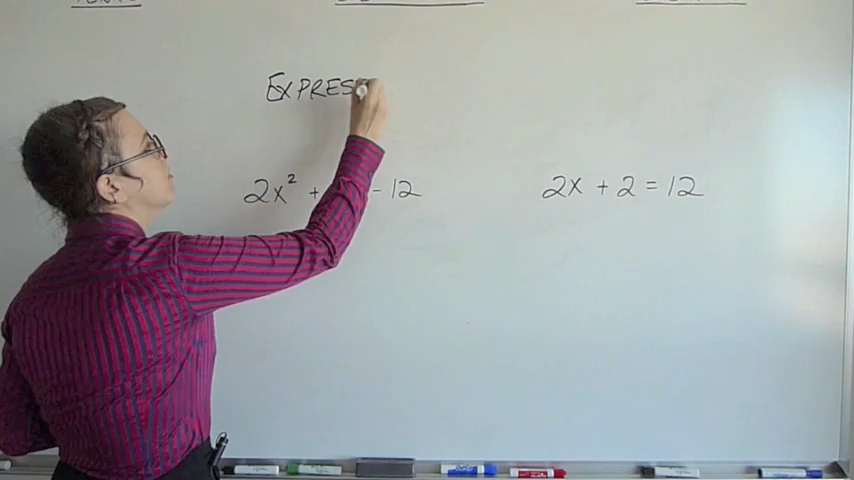 EXPRES
2x² + - 12
2x + 2 = 12